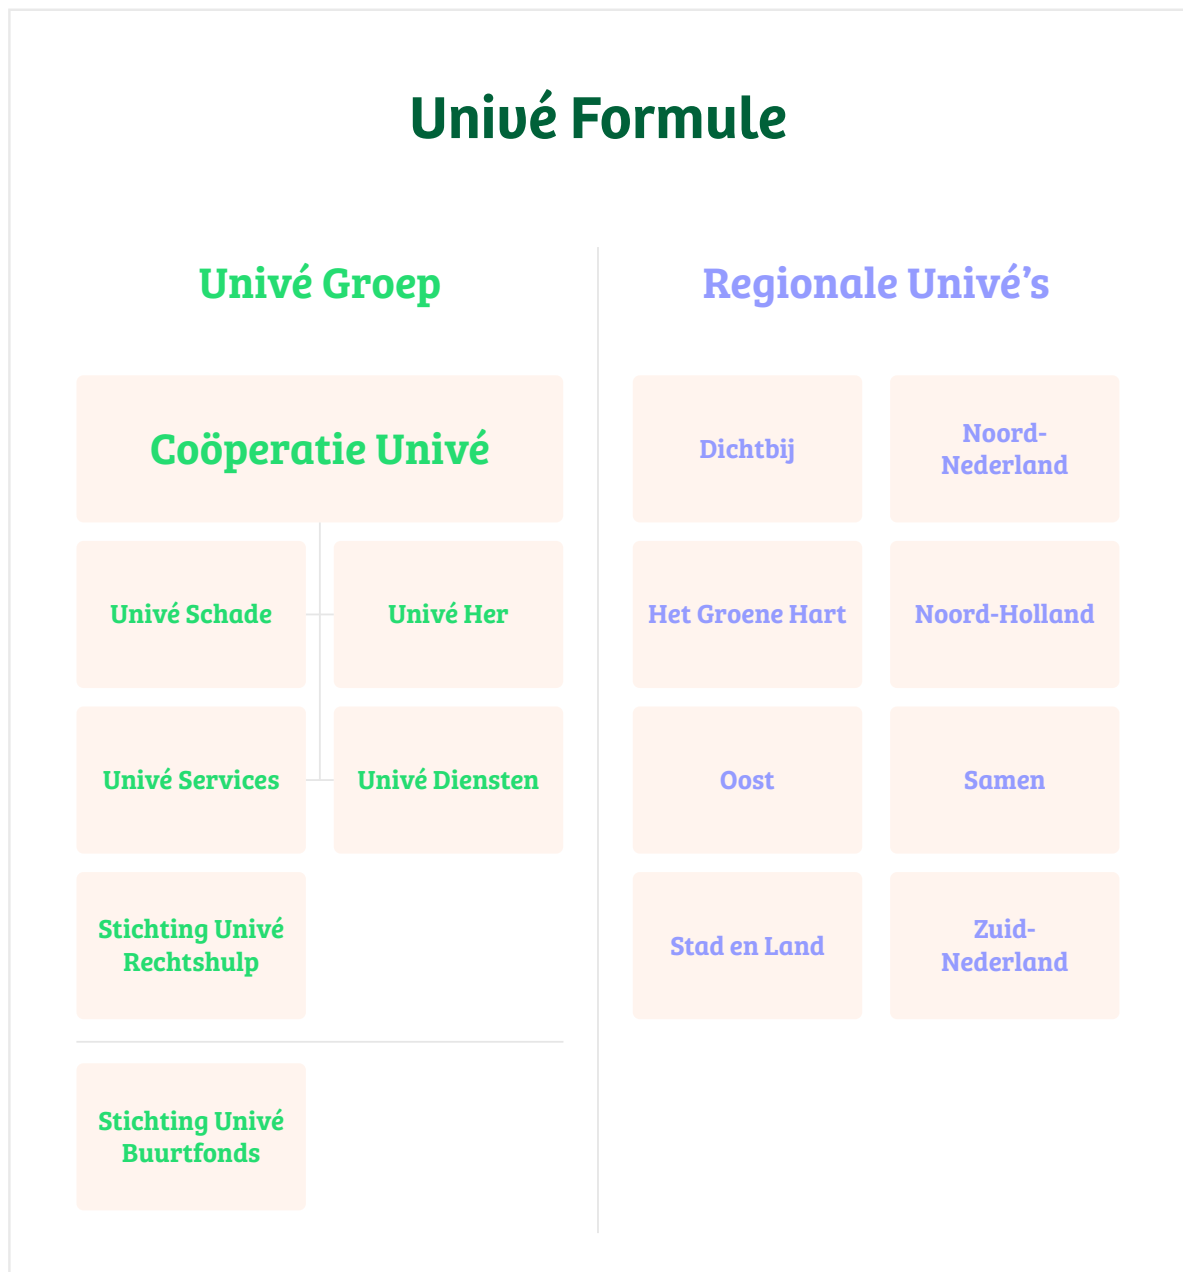 Univé Formule
Univé Groep
Coöperatie Univé
Univé Schade
Univé Her
Univé Services
Univé Diensten
Stichting Univé
Rechtshulp
Stichting Univé
Buurtfonds
Regionale Univé’s
Dichtbij
Noord-
Nederland
Het Groene Hart
Noord-Holland
Oost
Samen
Stad en Land
Zuid-
Nederland